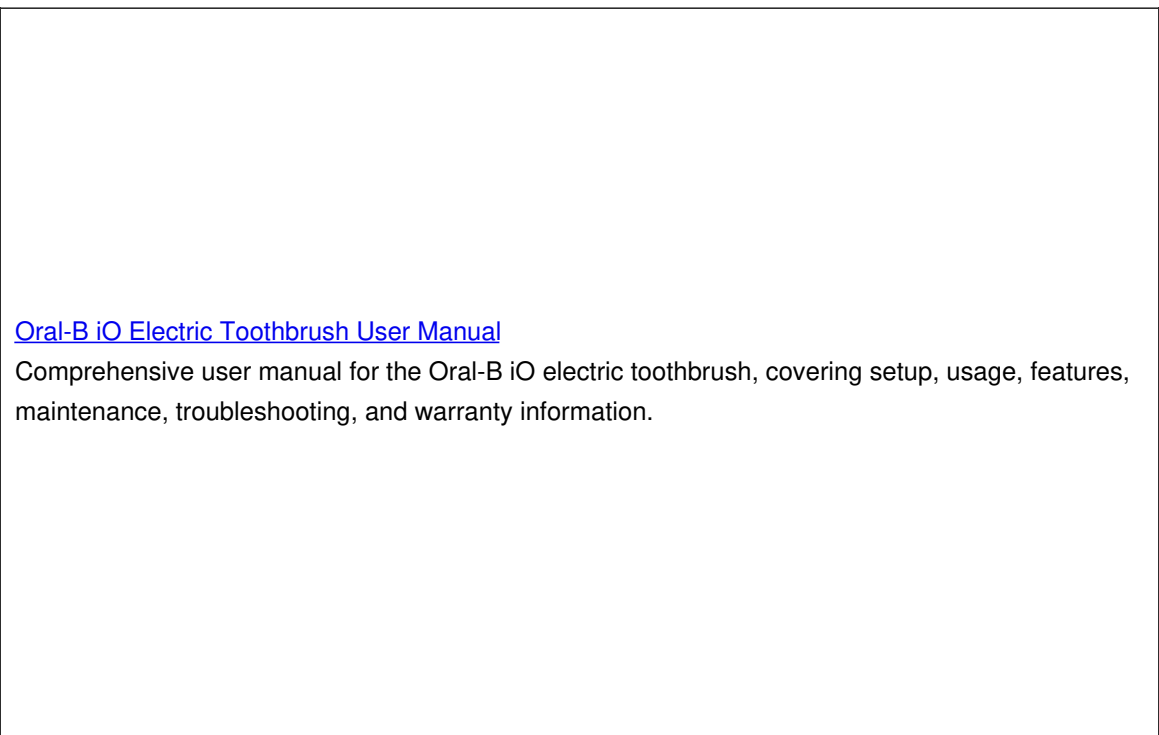 Oral-B iO Electric Toothbrush User Manual
Comprehensive user manual for the Oral-B iO electric toothbrush, covering setup, usage, features,
maintenance, troubleshooting, and warranty information.